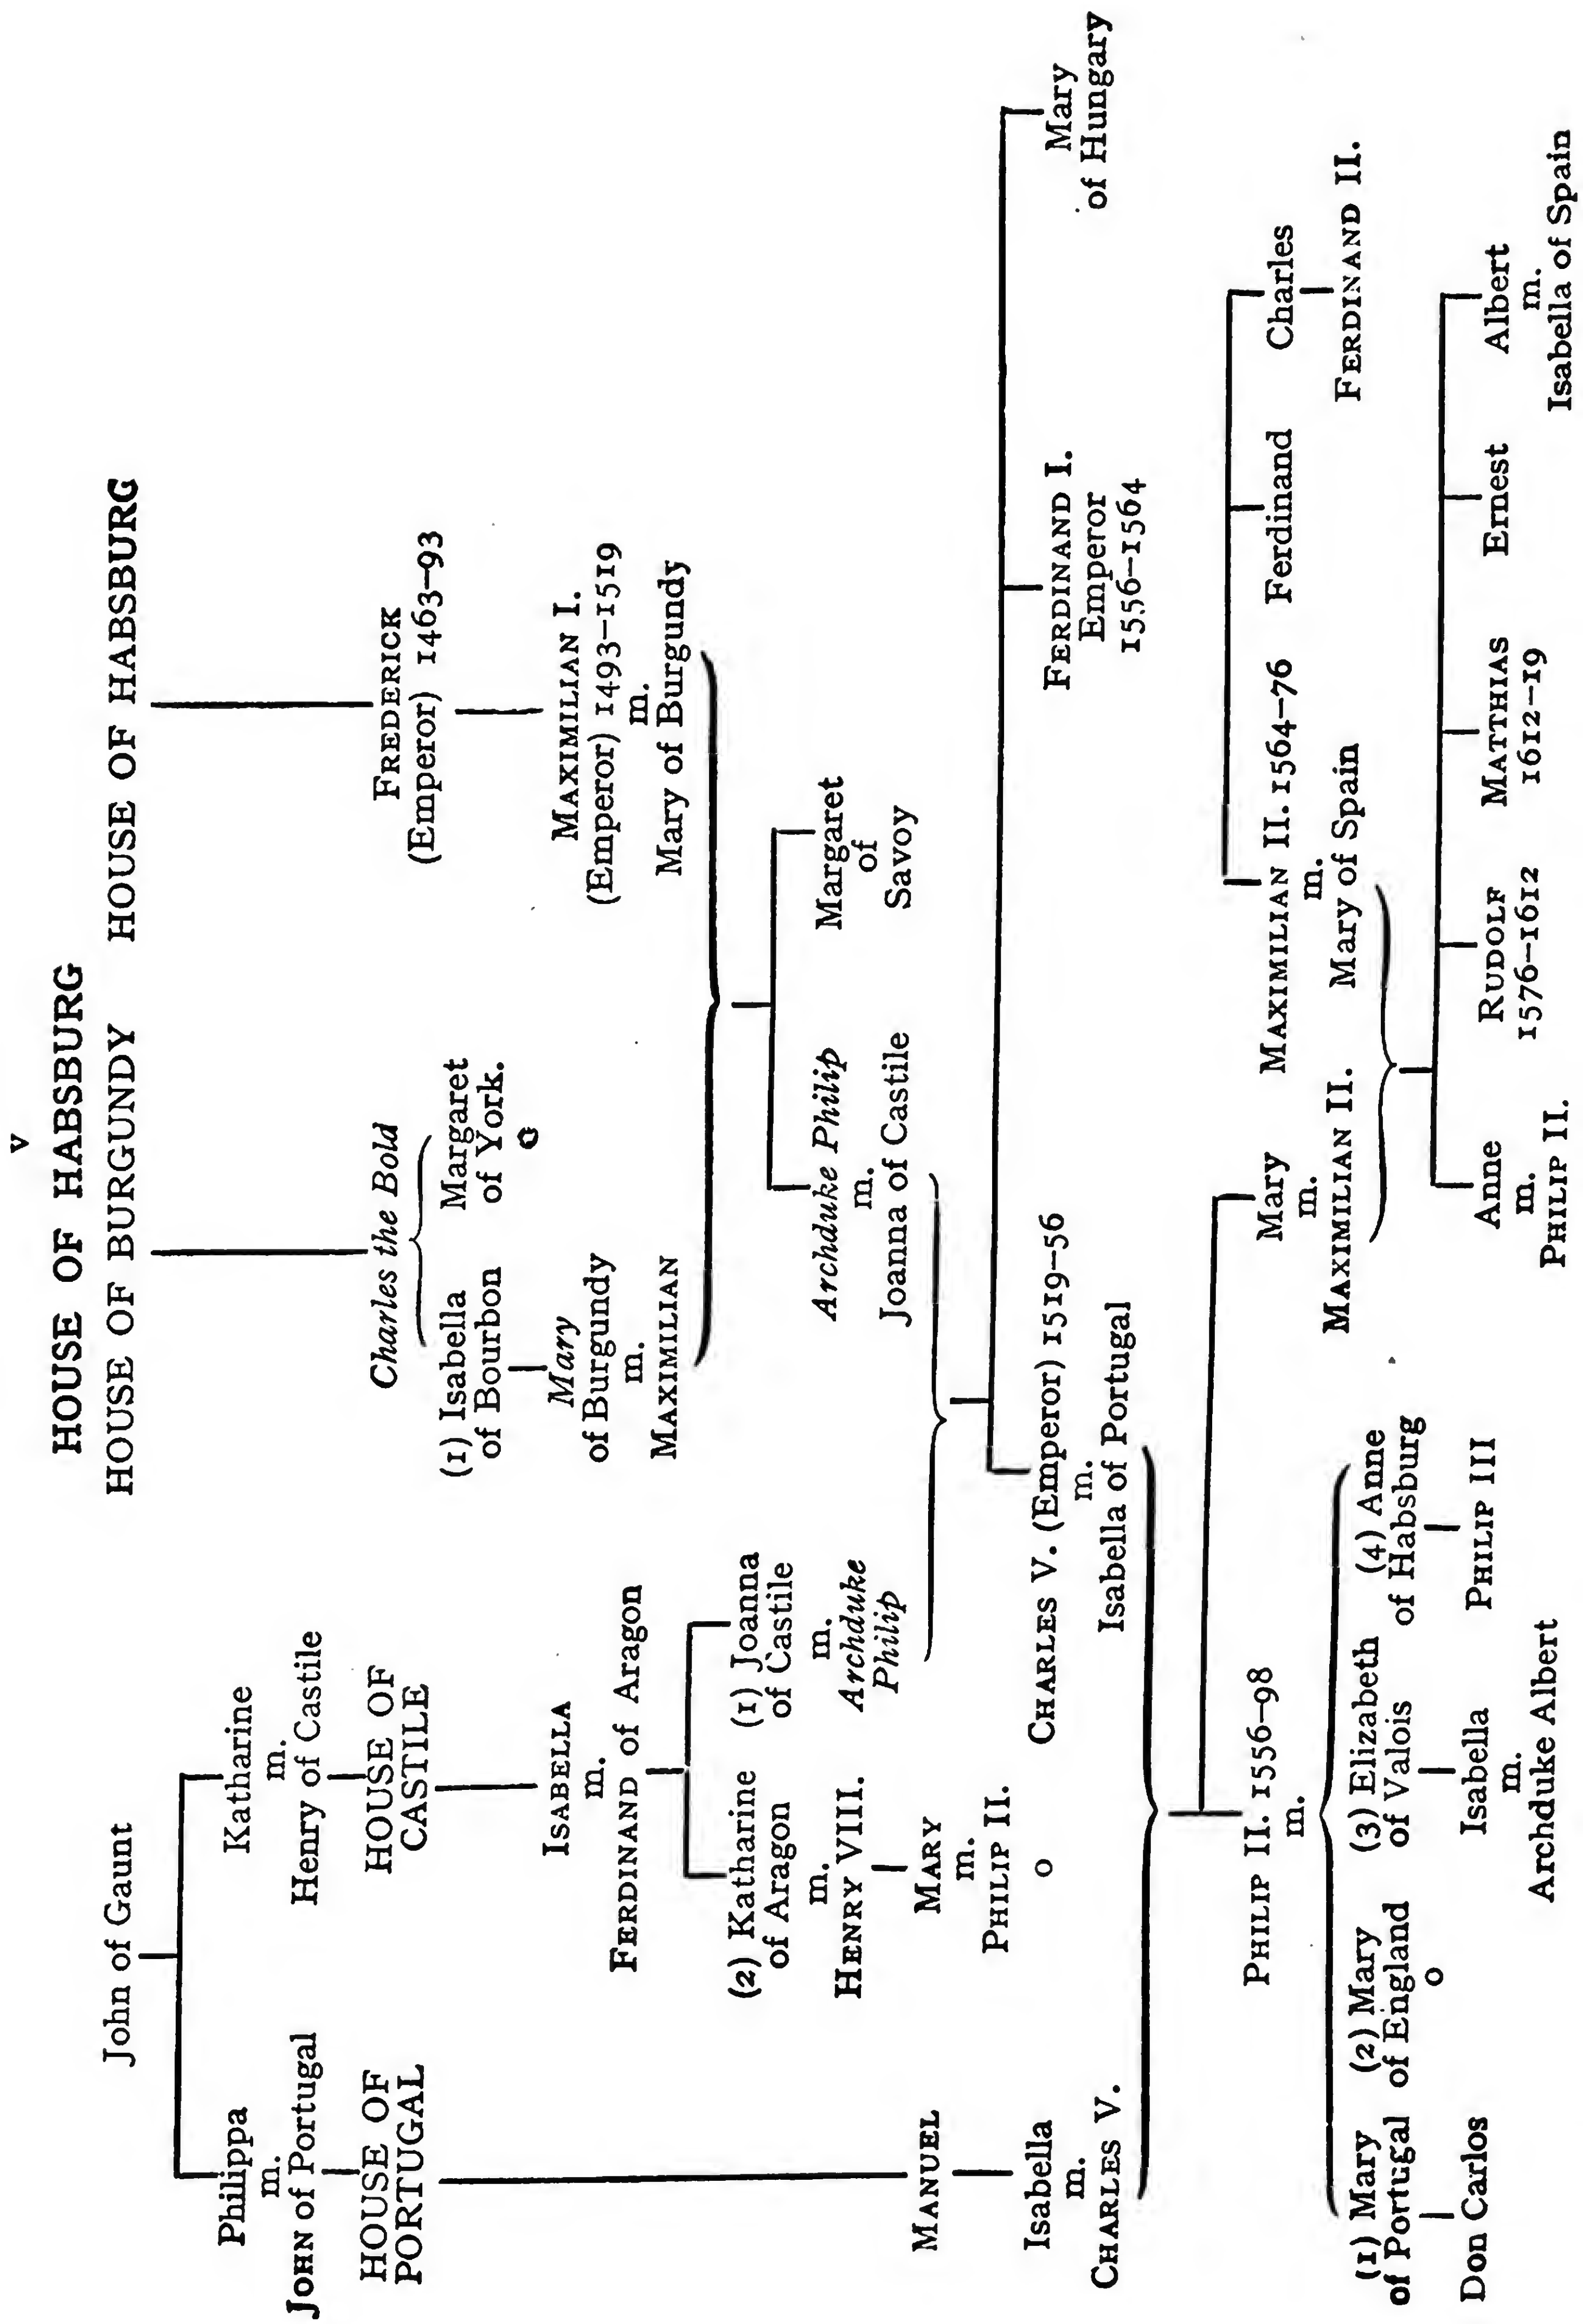 V
HOUSE OF HABSBURG
HOUSE OF BURGUNDY HOUSE OF HABSBURG
John of Gaunt
Philippa
m.
JOHN of Portugal
HOUSE OF
PORTUGAL
MANUEL
Isabella
m.
CHARLES V.
Katharine
m.
Henry of Castile
HOUSE OF
CASTILE
ISABELLA
m.
FERDINAND of Aragon
(2) Katharine
of Aragon
m.
HENRY VIII.
MARY
m.
PHILIP II.
o
(1) Joanna
of Castile
m.
Archduke
Philip
Charles the Bold
(1) Isabella
of Bourbon
Margaret
of York.
o
Mary
of Burgundy
m.
MAXIMILIAN
FREDERICK
(Emperor) 1463–93
MAXIMILIAN I.
(Emperor) 1493–1519
m.
Mary of Burgundy
Archduke Philip
m.
Joanna of Castile
Margaret
of
Savoy
CHARLES V. (Emperor) 1519–56
m.
Isabella of Portugal
FERDINAND I.
Emperor
1556–1564
Mary
of Hungary
PHILIP II. 1556–98
m.
(1) Mary
of Portugal
Don Carlos
(2) Mary
of England
o
(3) Elizabeth
of Valois
Isabella
m.
Archduke Albert
(4) Anne
of Habsburg
PHILIP III
Mary
m.
MAXIMILIAN II.
MAXIMILIAN II. 1564–76
m.
Mary of Spain
Ferdinand
Charles
FERDINAND II.
Anne
m.
PHILIP II.
RUDOLF
1576–1612
MATTHIAS
1612–19
Ernest
Albert
m.
Isabella of Spain